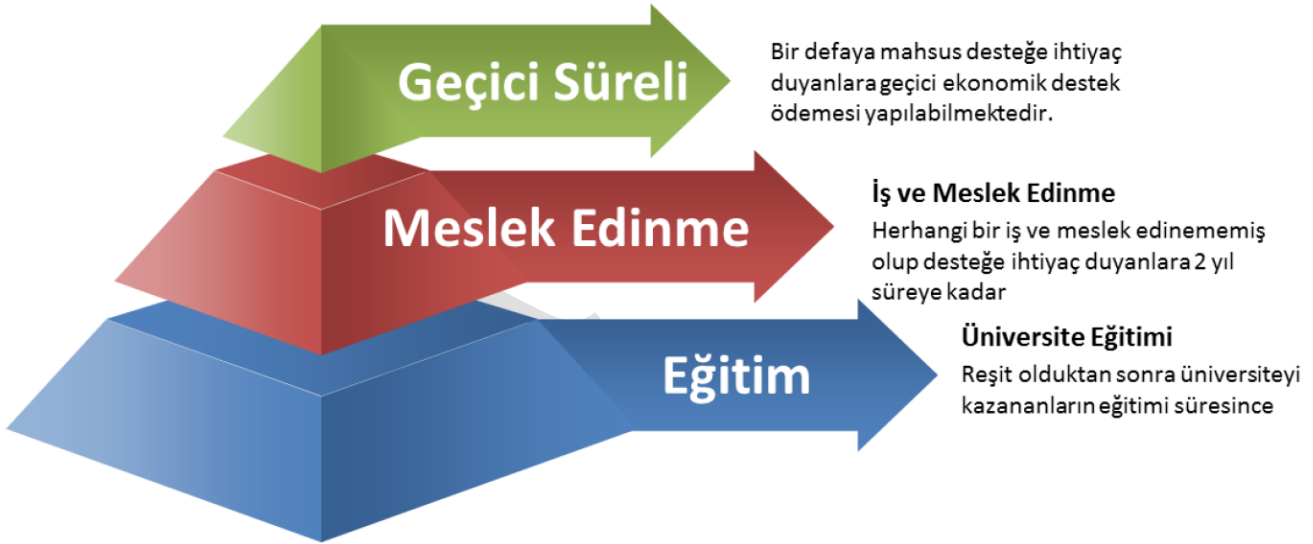 Geçici Süreli
Bir defaya mahsus desteğe ihtiyaç
duyanlara geçici ekonomik destek
ödemesi yapılabilmektedir.
Meslek Edinme
İş ve Meslek Edinme
Herhangi bir iş ve meslek edinememiş
olup desteğe ihtiyaç duyanlara 2 yıl
süreye kadar
Eğitim
Üniversite Eğitimi
Reşit olduktan sonra üniversiteyi
kazananların eğitimi süresince